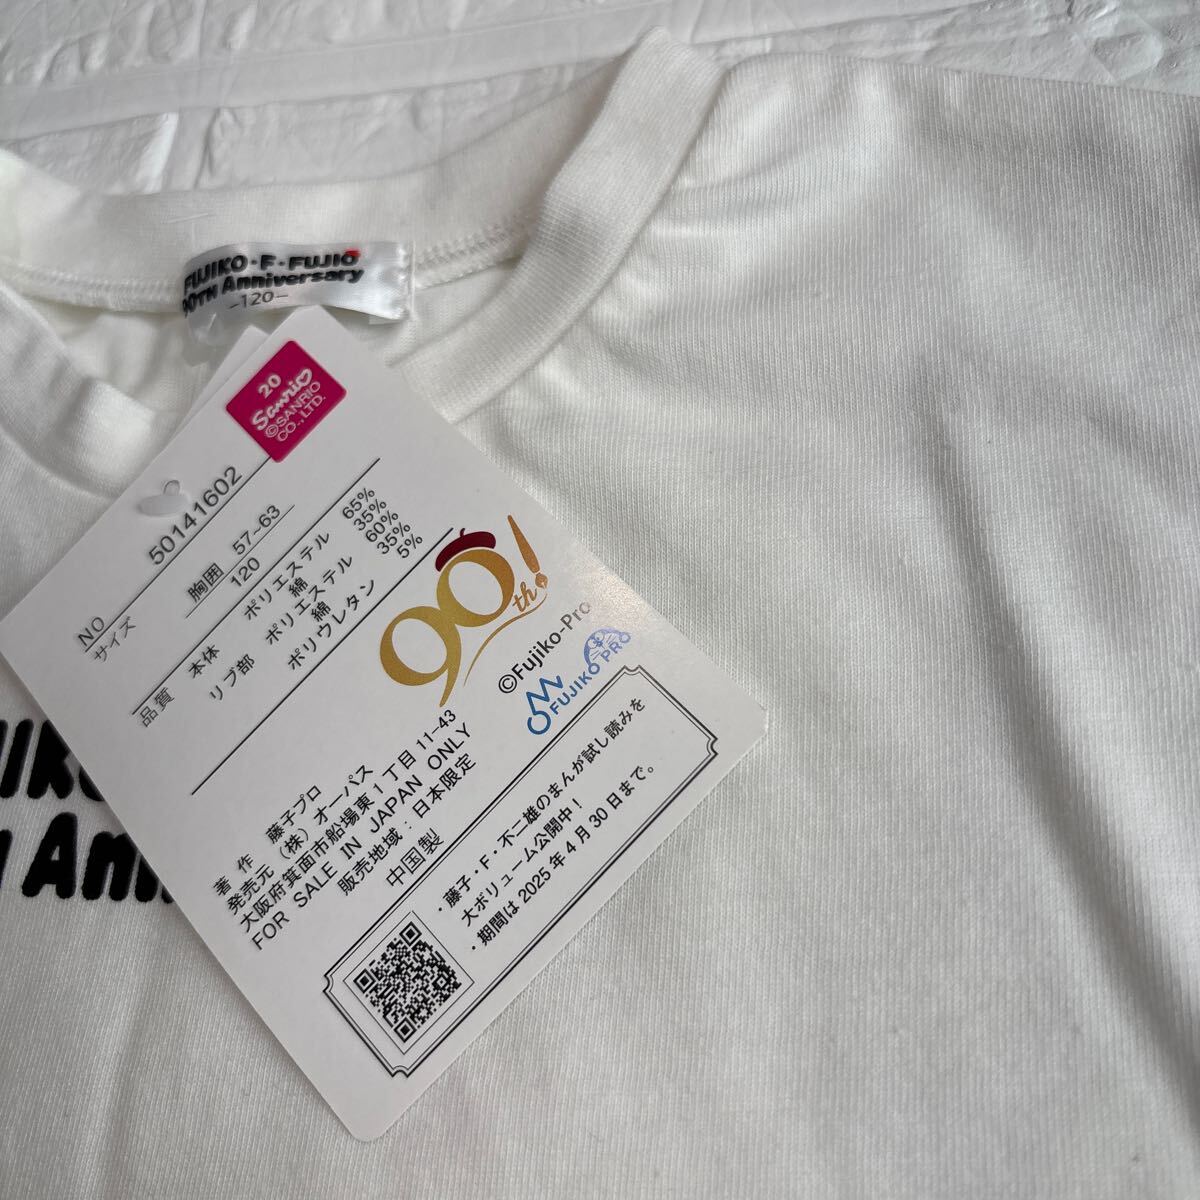 FUJIKO・F・FUJIO
90TH Anniversary
-120-
20
Sanrio
©SANRIO
CO., LTD.
NO 50141602
サイズ 胸囲 57~63
120
品質 本体 ポリエステル 65%
綿 35%
リブ部 ポリエステル 60%
綿 35%
ポリウレタン 5%
90th!
©Fujiko-Pro
FUJIKO PRO
著作 藤子プロ
発売元 (株)オーパス
大阪府箕面市船場東1丁目11-43
FOR SALE IN JAPAN ONLY
販売地域:日本限定
中国製
・藤子・F・不二雄のまんが試し読みを
大ボリューム公開中!
・期間は2025年4月30日まで。